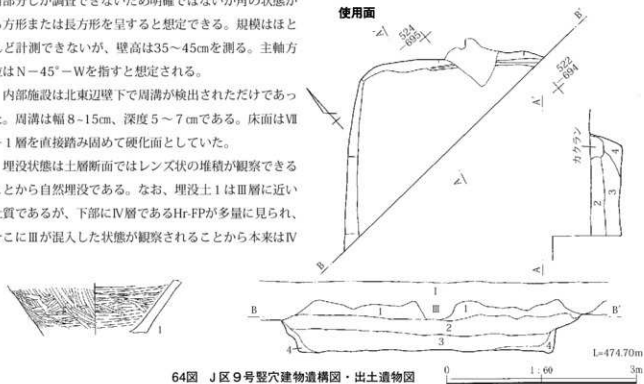 部分しか調査できないため明確ではないが角の状態か
方形または長方形を呈すると想定できる。規模はほと
ど計測できないが、壁高は35～45㎝を測る。主軸方
はN－45°－Wを指すと想定される。
内部施設は北東辺壁下で周溝が検出されただけであっ
。周溝は幅8~15㎝、深度5～7㎝である。床面はⅦ
1層を直接踏み固めて硬化面としていた。
埋没状態は土層断面ではレンズ状の堆積が観察できる
とから自然埋没である。なお、埋没土1はⅢ層に近い
質であるが、下部にⅣ層であるHr-FPが多量に見られ、
こにⅢが混入した状態が観察されることから本来はⅣ
使用面
524
-695
522
-694
A
A'
B
B'
カクラン
4
3
2
A
A'
1
B
B'
1
Ⅲ
1
2
3
4
4
1
L=474.70m
0
1:60
3m
64図 J区9号竪穴建物遺構図・出土遺物図